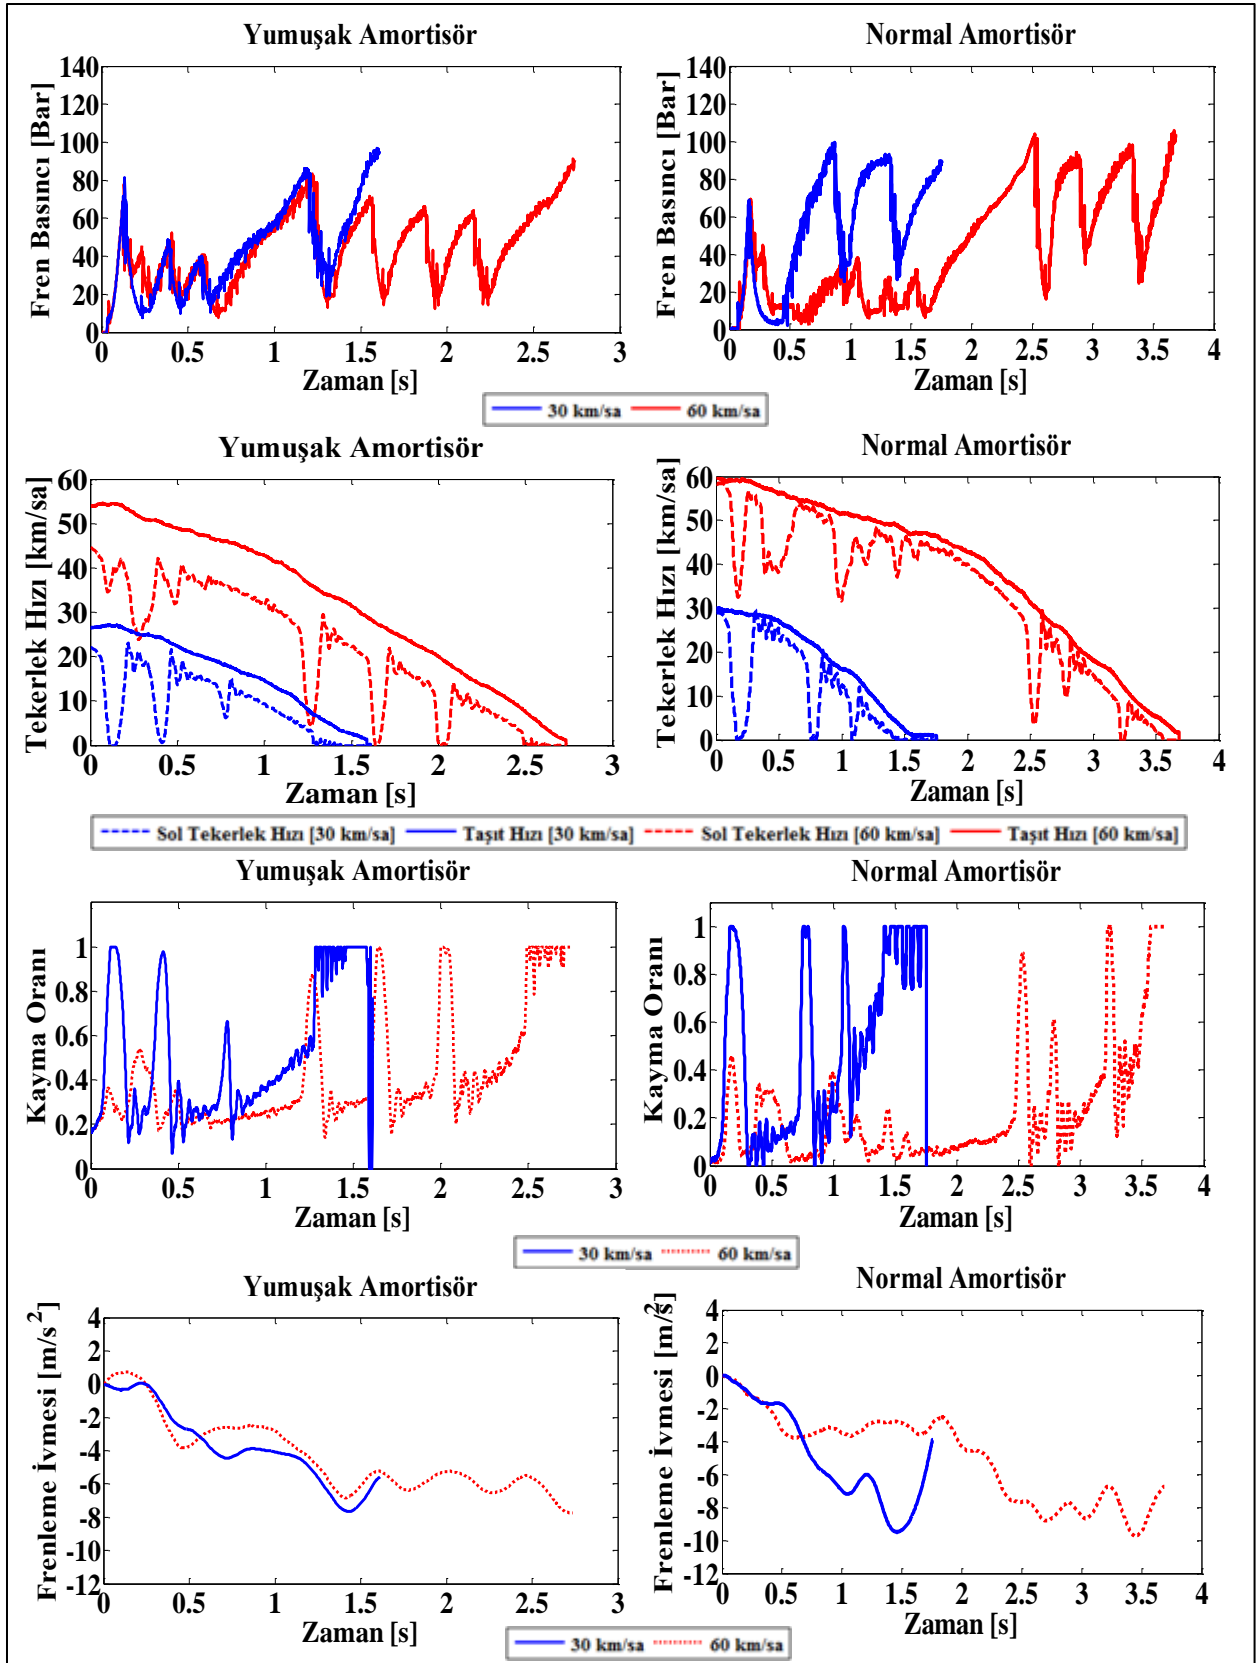 Yumuşak Amortisör
Normal Amortisör
Fren Basıncı [Bar]
140
120
100
80
60
40
20
0
0 0.5 1 1.5 2 2.5 3
Zaman [s]
Fren Basıncı [Bar]
140
120
100
80
60
40
20
0
0 0.5 1 1.5 2 2.5 3 3.5 4
Zaman [s]
30 km/sa 60 km/sa
Yumuşak Amortisör
Normal Amortisör
Tekerlek Hızı [km/sa]
60
50
40
30
20
10
0
0 0.5 1 1.5 2 2.5 3
Zaman [s]
Tekerlek Hızı [km/sa]
60
50
40
30
20
10
0
0 0.5 1 1.5 2 2.5 3 3.5 4
Zaman [s]
Sol Tekerlek Hızı [30 km/sa] Taşıt Hızı [30 km/sa] Sol Tekerlek Hızı [60 km/sa] Taşıt Hızı [60 km/sa]
Yumuşak Amortisör
Normal Amortisör
Kayma Oranı
1
0.8
0.6
0.4
0.2
0
0 0.5 1 1.5 2 2.5 3
Zaman [s]
Kayma Oranı
1
0.8
0.6
0.4
0.2
0
0 0.5 1 1.5 2 2.5 3 3.5 4
Zaman [s]
30 km/sa 60 km/sa
Yumuşak Amortisör
Normal Amortisör
Frenleme İvmesi [m/s²]
4
2
0
-2
-4
-6
-8
-10
-12
0 0.5 1 1.5 2 2.5 3
Zaman [s]
Frenleme İvmesi [m/s²]
4
2
0
-2
-4
-6
-8
-10
-12
0 0.5 1 1.5 2 2.5 3 3.5 4
Zaman [s]
30 km/sa 60 km/sa